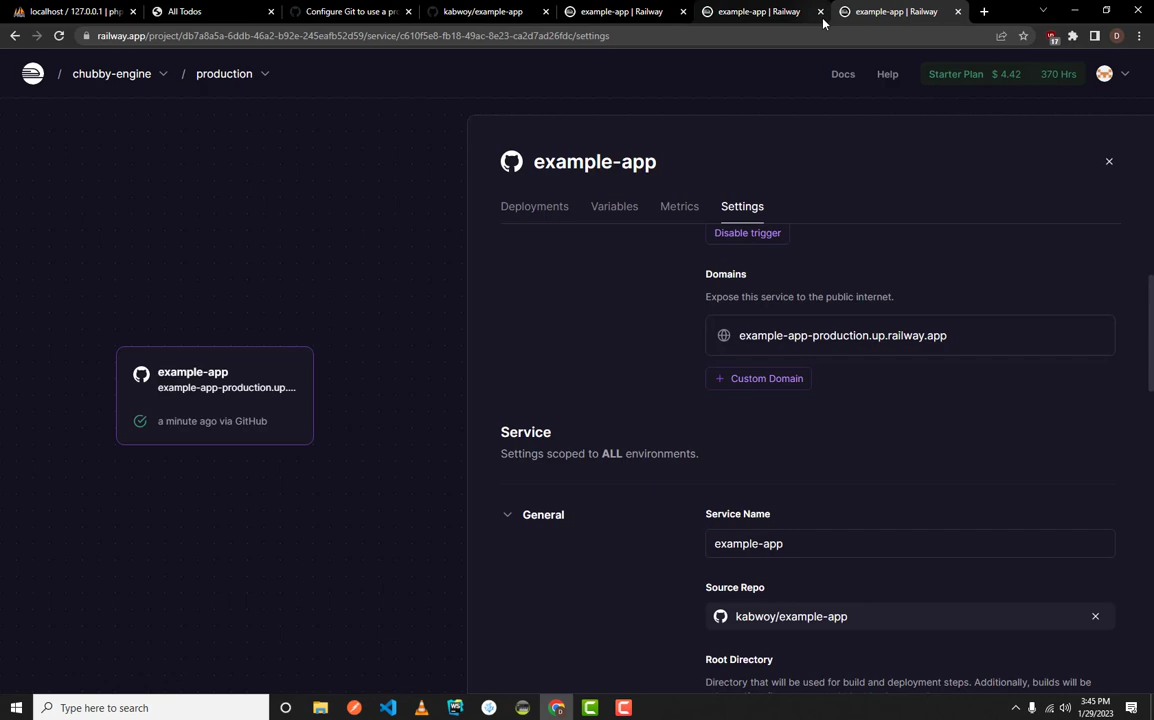 localhost / 127.0.0.1 | php
All Todos
Configure Git to use a pr
kabwoy/example-app
example-app | Railway
example-app | Railway
example-app | Railway
railway.app/project/db7a8a5a-6ddb-46a2-b92e-245eafb52d59/service/c610f5e8-fb18-49ac-8e23-ca2d7ad26fdc/settings
17
D
/ chubby-engine / production
Docs
Help
Starter Plan $ 4.42 370 Hrs
example-app
Deployments
Variables
Metrics
Settings
Disable trigger
Domains
Expose this service to the public internet.
example-app-production.up.railway.app
+ Custom Domain
example-app
example-app-production.up....
a minute ago via GitHub
Service
Settings scoped to ALL environments.
General
Service Name
example-app
Source Repo
kabwoy/example-app
Root Directory
Directory that will be used for build and deployment steps. Additionally, builds will be
Type here to search
3:45 PM
1/29/2023